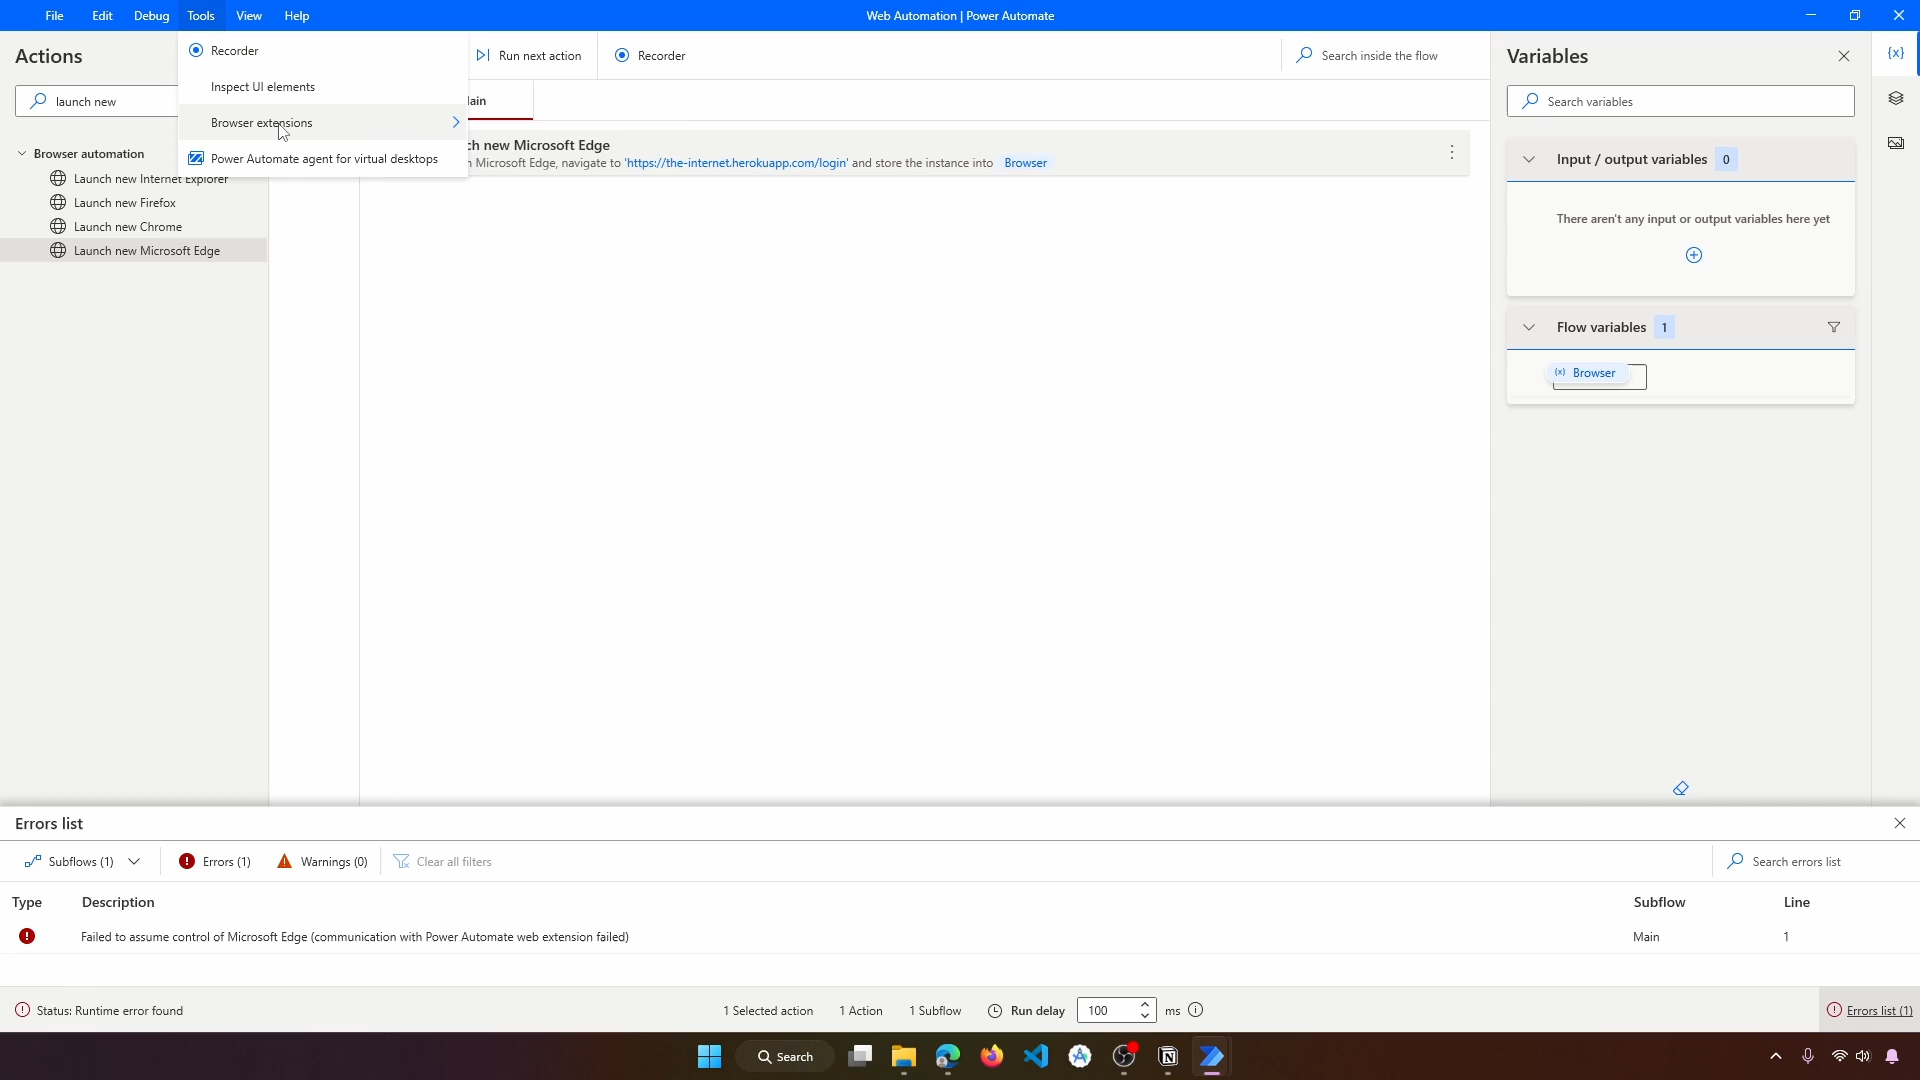 File Edit Debug Tools View Help
Web Automation | Power Automate
Actions
launch new
Browser automation
Launch new Internet Explorer
Launch new Firefox
Launch new Chrome
Launch new Microsoft Edge
Recorder
Inspect UI elements
Browser extensions
Power Automate agent for virtual desktops
Run next action
Recorder
Search inside the flow
ain
ch new Microsoft Edge
Microsoft Edge, navigate to 'https://the-internet.herokuapp.com/login' and store the instance into Browser
Variables
{x}
Search variables
Input / output variables 0
There aren't any input or output variables here yet
Flow variables 1
(x) Browser
Errors list
Subflows (1)
Errors (1)
Warnings (0)
Clear all filters
Search errors list
Type Description Subflow Line
Failed to assume control of Microsoft Edge (communication with Power Automate web extension failed) Main 1
Status: Runtime error found
1 Selected action
1 Action
1 Subflow
Run delay 100 ms
Errors list (1)
Search